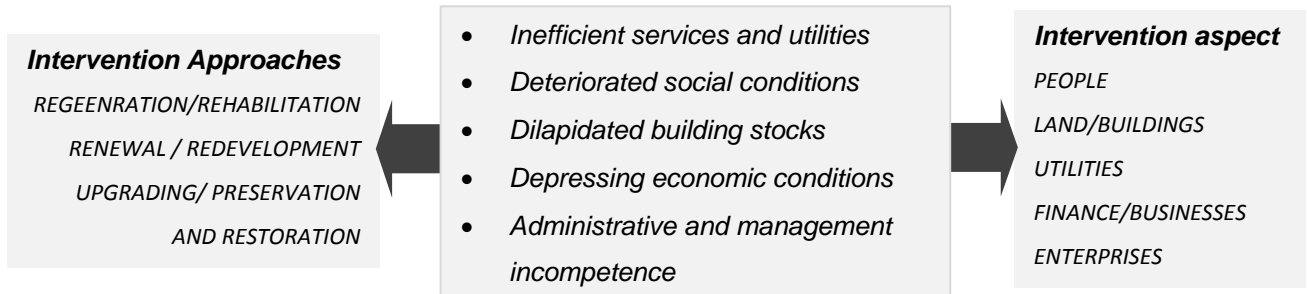 Intervention Approaches
REGEENRATION/REHABILITATION
RENEWAL / REDEVELOPMENT
UPGRADING/ PRESERVATION
AND RESTORATION
• Inefficient services and utilities
• Deteriorated social conditions
• Dilapidated building stocks
• Depressing economic conditions
• Administrative and management
incompetence
Intervention aspect
PEOPLE
LAND/BUILDINGS
UTILITIES
FINANCE/BUSINESSES
ENTERPRISES